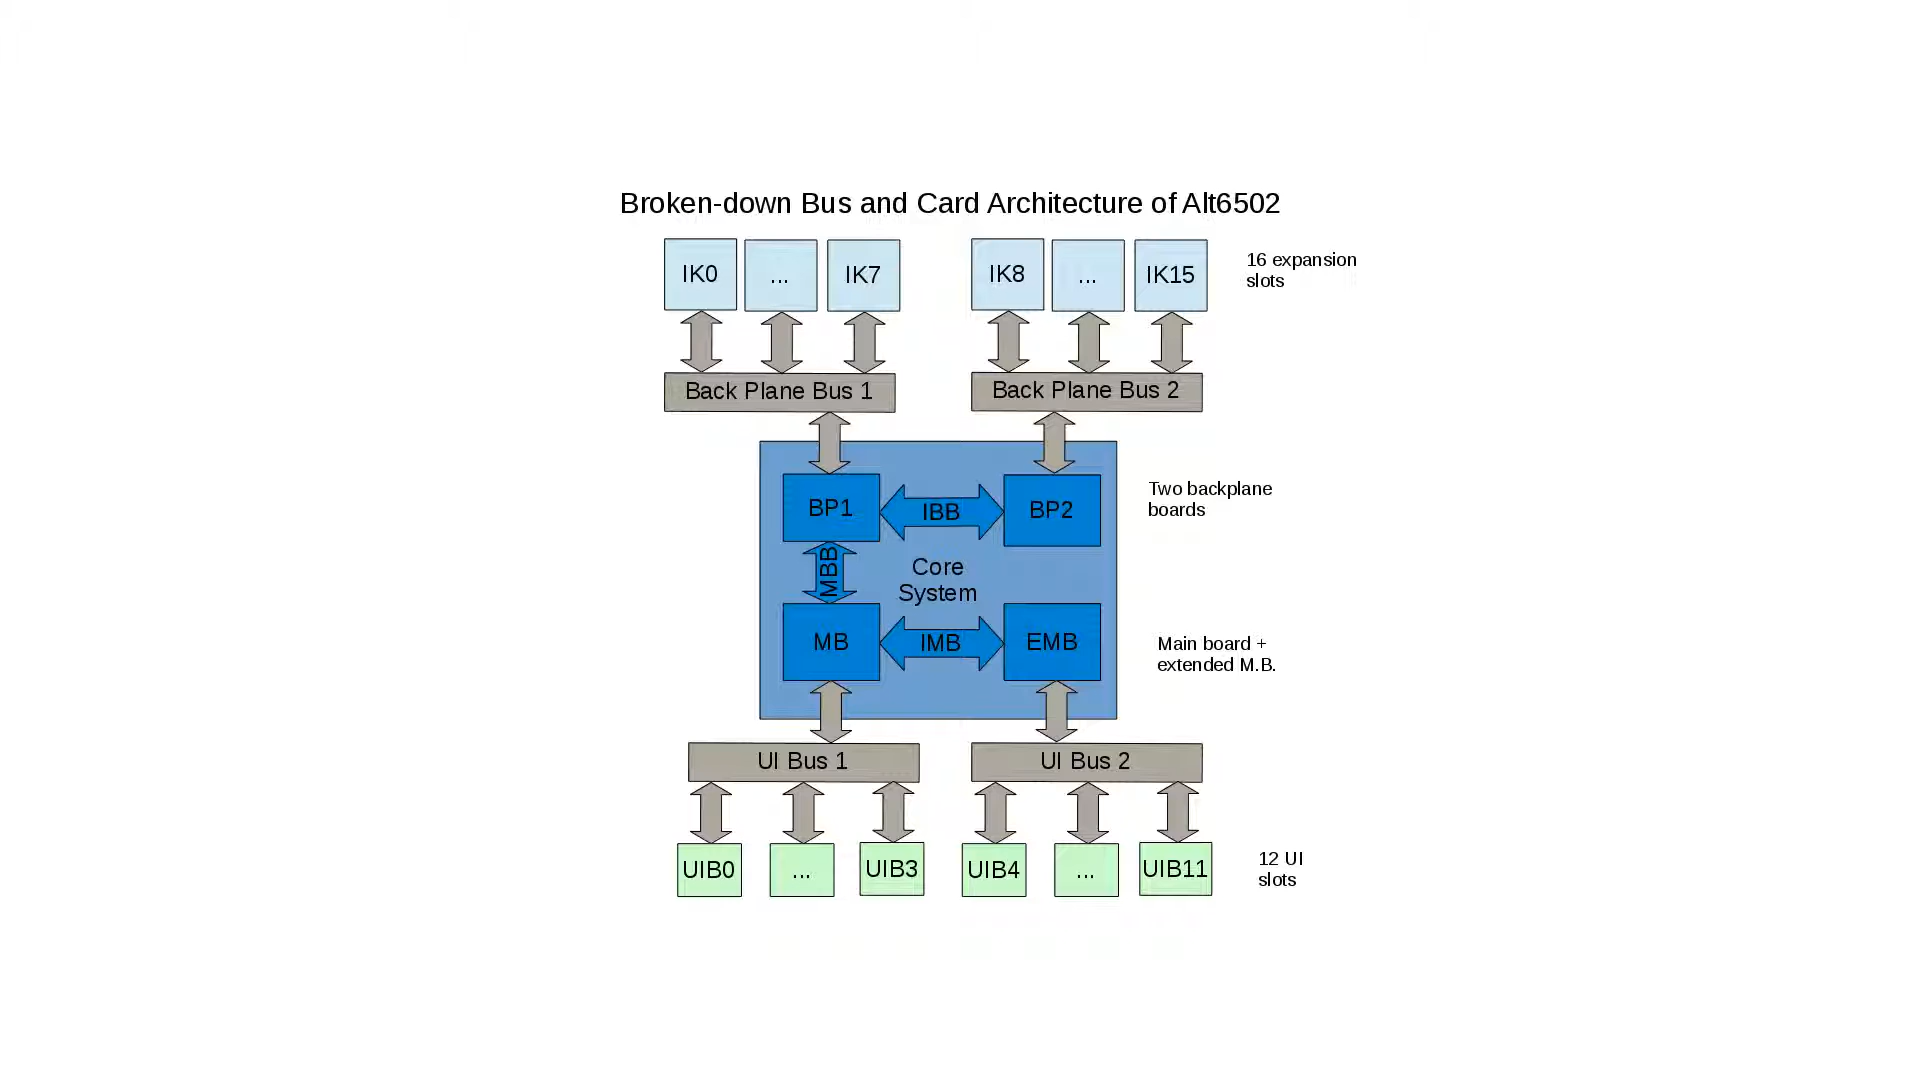 Broken-down Bus and Card Architecture of Alt6502
IK0
...
IK7
IK8
...
IK15
16 expansion
slots
Back Plane Bus 1
Back Plane Bus 2
BP1
IBB
BP2
Two backplane
boards
MBB
Core
System
MB
IMB
EMB
Main board +
extended M.B.
UI Bus 1
UI Bus 2
UIB0
...
UIB3
UIB4
...
UIB11
12 UI
slots